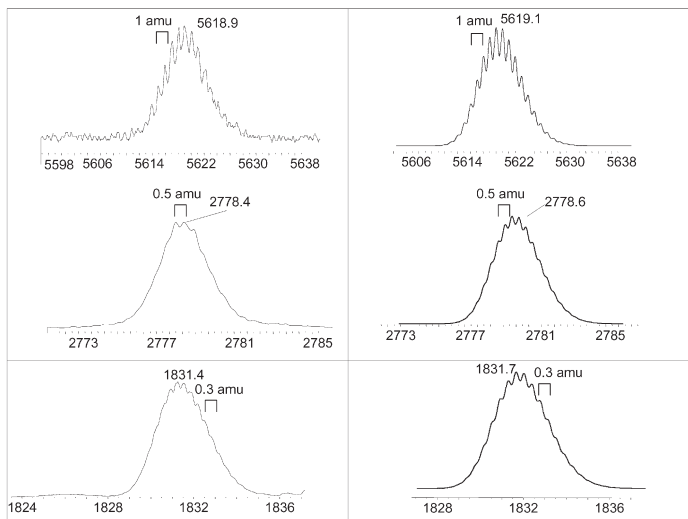 1 amu
5618.9
5598 5606 5614 5622 5630 5638
1 amu
5619.1
5606 5614 5622 5630 5638
0.5 amu
2778.4
2773 2777 2781 2785
0.5 amu
2778.6
2773 2777 2781 2785
1831.4
0.3 amu
1824 1828 1832 1836
1831.7
0.3 amu
1828 1832 1836